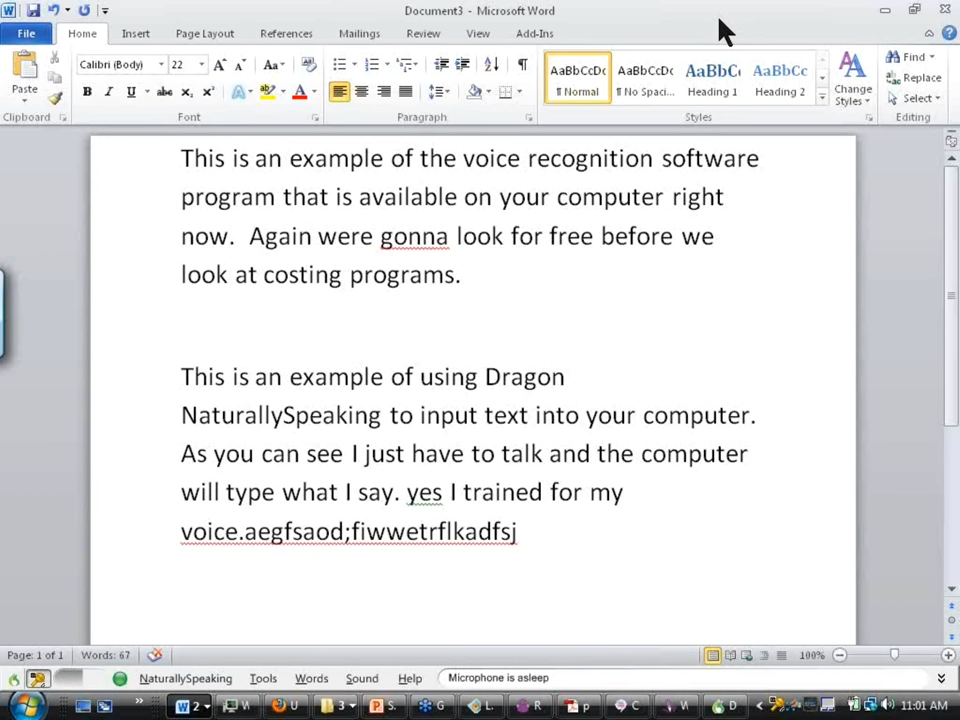 Document3 - Microsoft Word
File Home Insert Page Layout References Mailings Review View Add-Ins
Calibri (Body) 22
Paste
B I U abc x₂ x²
AaBbCcDc AaBbCcDc AaBbC AaBbCc
¶ Normal ¶ No Spaci... Heading 1 Heading 2
Change Styles
Find
Replace
Select
Clipboard Font Paragraph Styles Editing
This is an example of the voice recognition software
program that is available on your computer right
now. Again were gonna look for free before we
look at costing programs.
This is an example of using Dragon
NaturallySpeaking to input text into your computer.
As you can see I just have to talk and the computer
will type what I say. yes I trained for my
voice.aegfsaod;fiwwetrflkadfsj
Page: 1 of 1 Words: 67 100%
NaturallySpeaking Tools Words Sound Help Microphone is asleep
2 W U 3 S. G L. R p C W D 11:01 AM